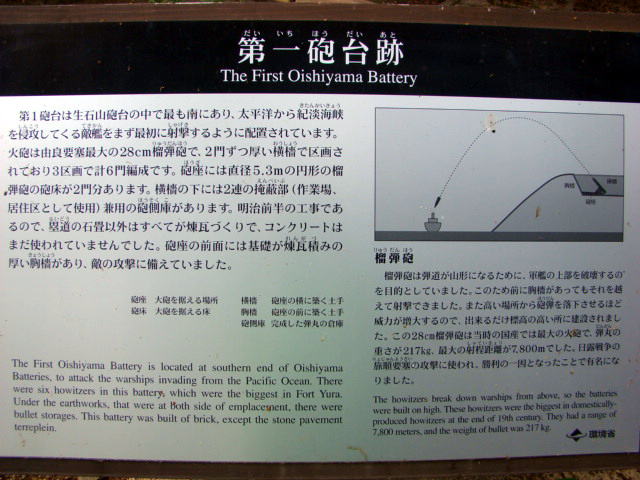 だい いち ほう だい あと
第一砲台跡
The First Oishiyama Battery
第1砲台は生石山砲台の中で最も南にあり、太平洋から紀淡海峡
を侵攻してくる敵艦をまず最初に射撃するように配置されています。
火砲は由良要塞最大の28cm榴弾砲で、2門ずつ厚い横檣で区画さ
れており3区画で計6門編成です。砲座には直径5.3mの円形の榴
弾砲の砲床が2門分あります。横檣の下には2連の掩蔽部(作業場、
居住区として使用)兼用の砲側庫があります。明治前半の工事であ
るので、塁道の石畳以外はすべてが煉瓦づくりで、コンクリートは
まだ使われていませんでした。砲座の前面には基礎が煉瓦積みの
厚い胸檣があり、敵の攻撃に備えていました。
砲座 大砲を据える場所 横檣 砲座の横に築く土手
砲床 大砲を据える床 胸檣 砲座の前に築く土手
砲側庫 完成した弾丸の倉庫
The First Oishiyama Battery is located at southern end of Oishiyama
Batteries, to attack the warships invading from the Pacific Ocean. There
were six howitzers in this battery, which were the biggest in Fort Yura.
Under the earthworks, that were at both side of emplacement, there were
bullet storages. This battery was built of brick, except the stone pavement
terreplein.
胸檣
砲座
りゅう だん ほう
榴弾砲
榴弾砲は弾道が山形になるために、軍艦の上部を破壊するの
を目的としていました。このため前に胸檣があってもそれを越
えて射撃できました。また高い場所から砲弾を落下させるほど
威力が増大するので、出来るだけ標高の高い所に建設されまし
た。この28cm榴弾砲は当時の国産では最大の火砲で、弾丸の
重さが217kg、最大の射程距離が7,800mでした。日露戦争の
旅順要塞の攻撃に使われ、勝利の一因となったことで有名にな
りました。
The howitzers break down warships from above, so the batteries
were built on high. These howitzers were the biggest in domestically-
produced howitzers at the end of 19th century. They had a range of
7,800 meters, and the weight of bullet was 217 kg.
環境省